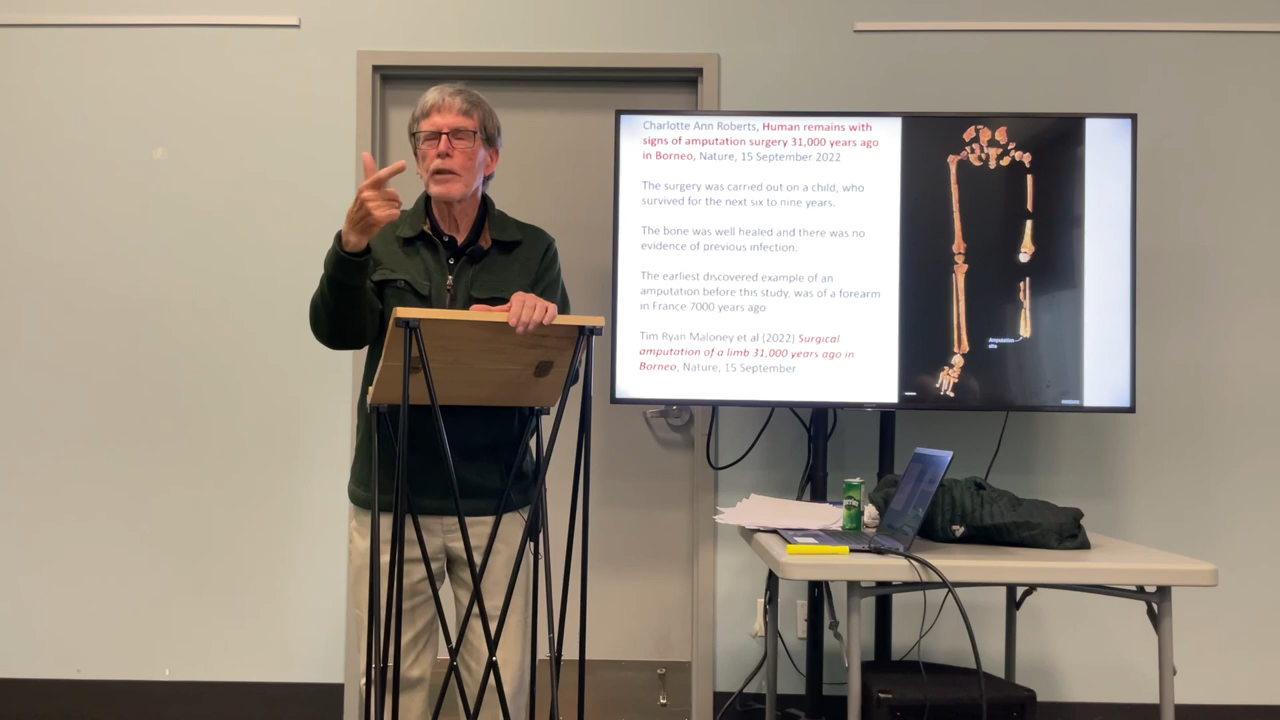 Charlotte Ann Roberts, Human remains with
signs of amputation surgery 31,000 years ago
in Borneo, Nature, 15 September 2022
The surgery was carried out on a child, who
survived for the next six to nine years.
The bone was well healed and there was no
evidence of previous infection.
The earliest discovered example of an
amputation before this study, was of a forearm
in France 7000 years ago
Tim Ryan Maloney et al (2022) Surgical
amputation of a limb 31,000 years ago in
Borneo, Nature, 15 September
Amputation
site
perrier